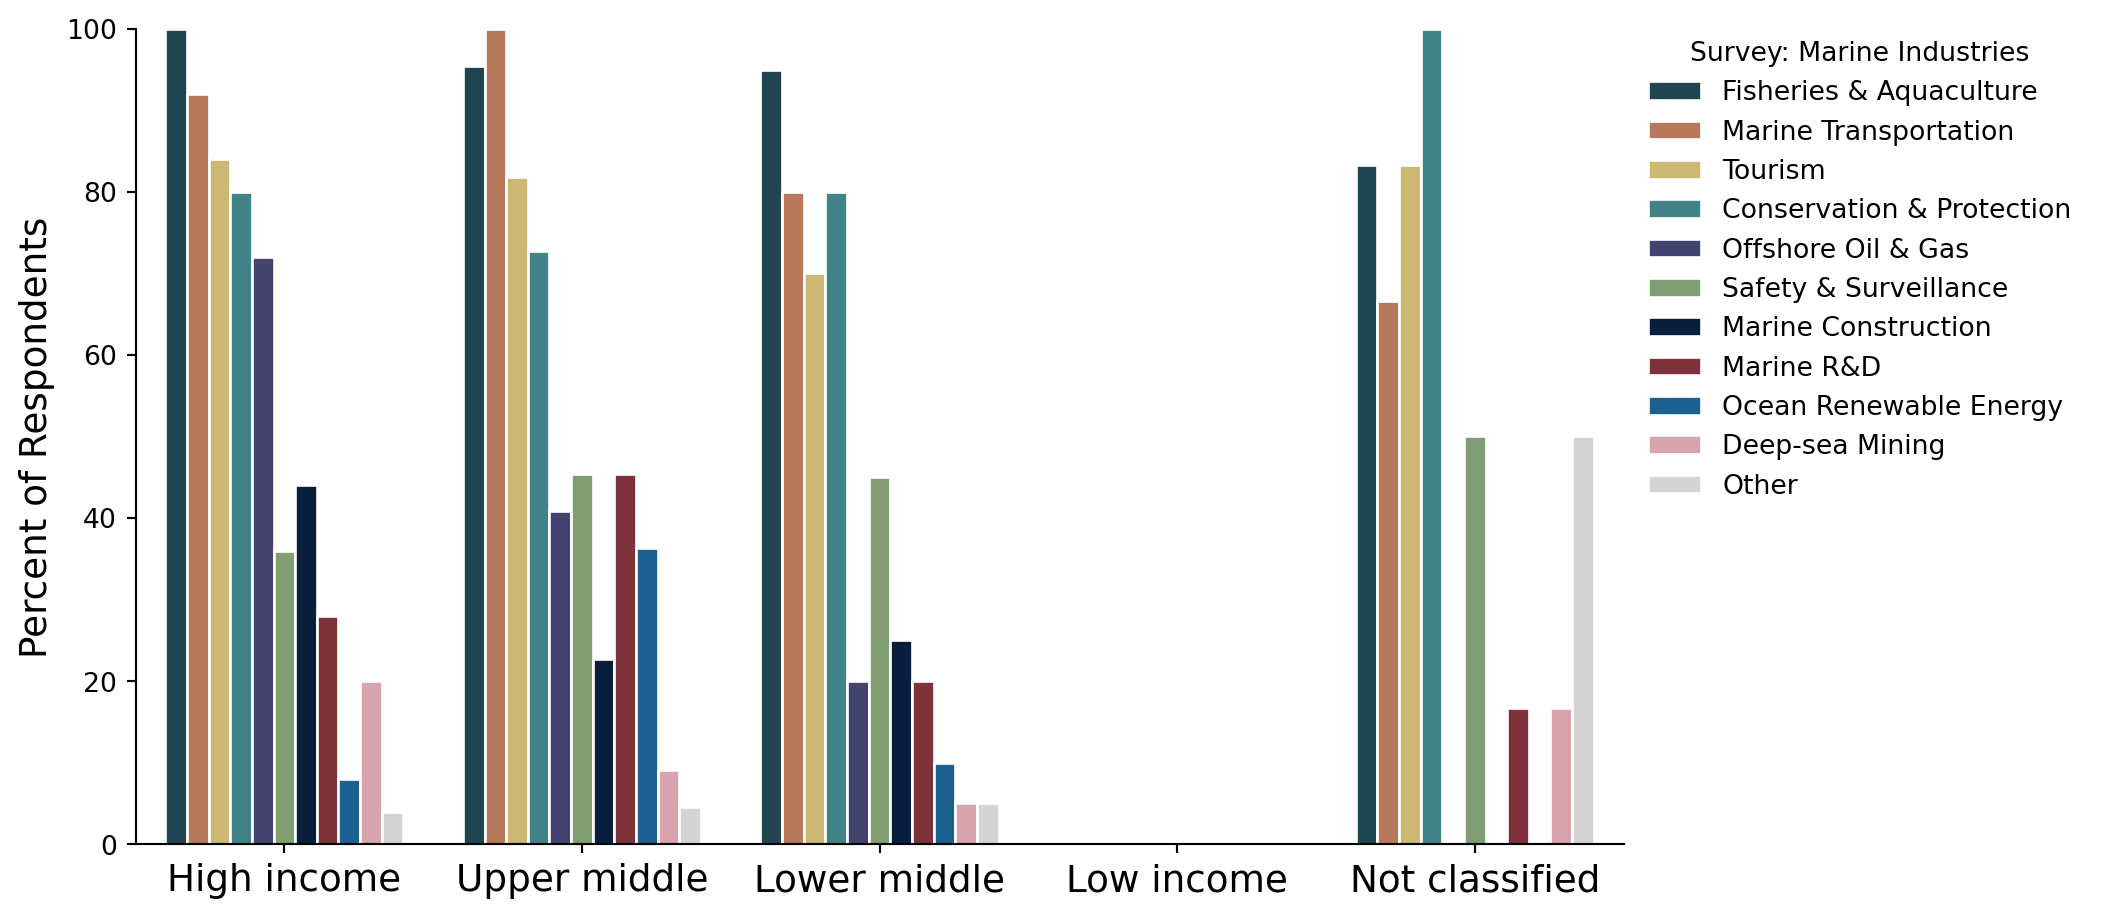 Percent of Respondents
100
80
60
40
20
0
High income
Upper middle
Lower middle
Low income
Not classified
Survey: Marine Industries
Fisheries & Aquaculture
Marine Transportation
Tourism
Conservation & Protection
Offshore Oil & Gas
Safety & Surveillance
Marine Construction
Marine R&D
Ocean Renewable Energy
Deep-sea Mining
Other